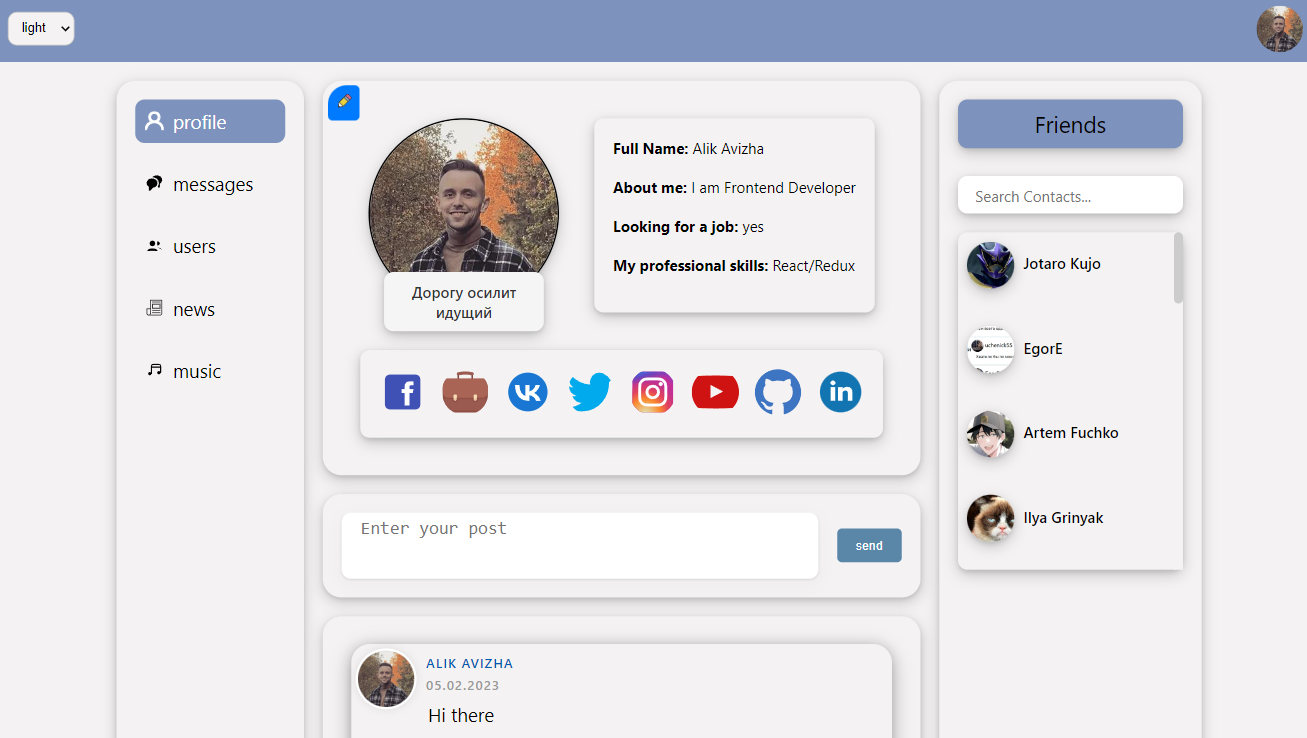 light
profile
messages
users
news
music
Дорогу осилит
идущий
Full Name: Alik Avizha
About me: I am Frontend Developer
Looking for a job: yes
My professional skills: React/Redux
Enter your post
send
ALIK AVIZHA
05.02.2023
Hi there
Friends
Search Contacts...
Jotaro Kujo
uchenick55
EgorE
Artem Fuchko
Ilya Grinyak